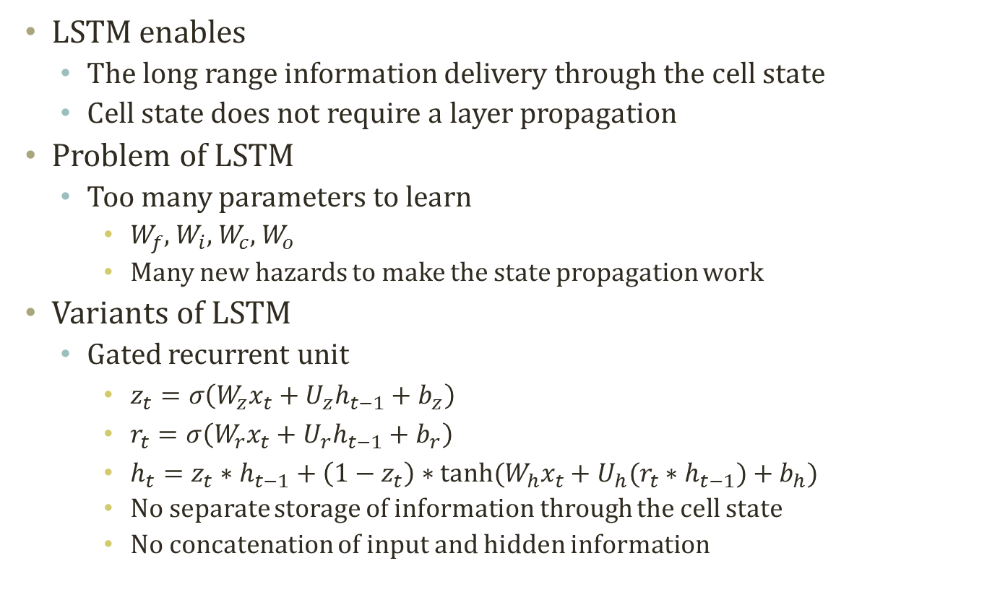 • LSTM enables
• The long range information delivery through the cell state
• Cell state does not require a layer propagation
• Problem of LSTM
• Too many parameters to learn
• W_f, W_i, W_c, W_o
• Many new hazards to make the state propagation work
• Variants of LSTM
• Gated recurrent unit
• z_t = σ(W_z x_t + U_z h_{t−1} + b_z)
• r_t = σ(W_r x_t + U_r h_{t−1} + b_r)
• h_t = z_t * h_{t−1} + (1 − z_t) * tanh(W_h x_t + U_h(r_t * h_{t−1}) + b_h)
• No separate storage of information through the cell state
• No concatenation of input and hidden information